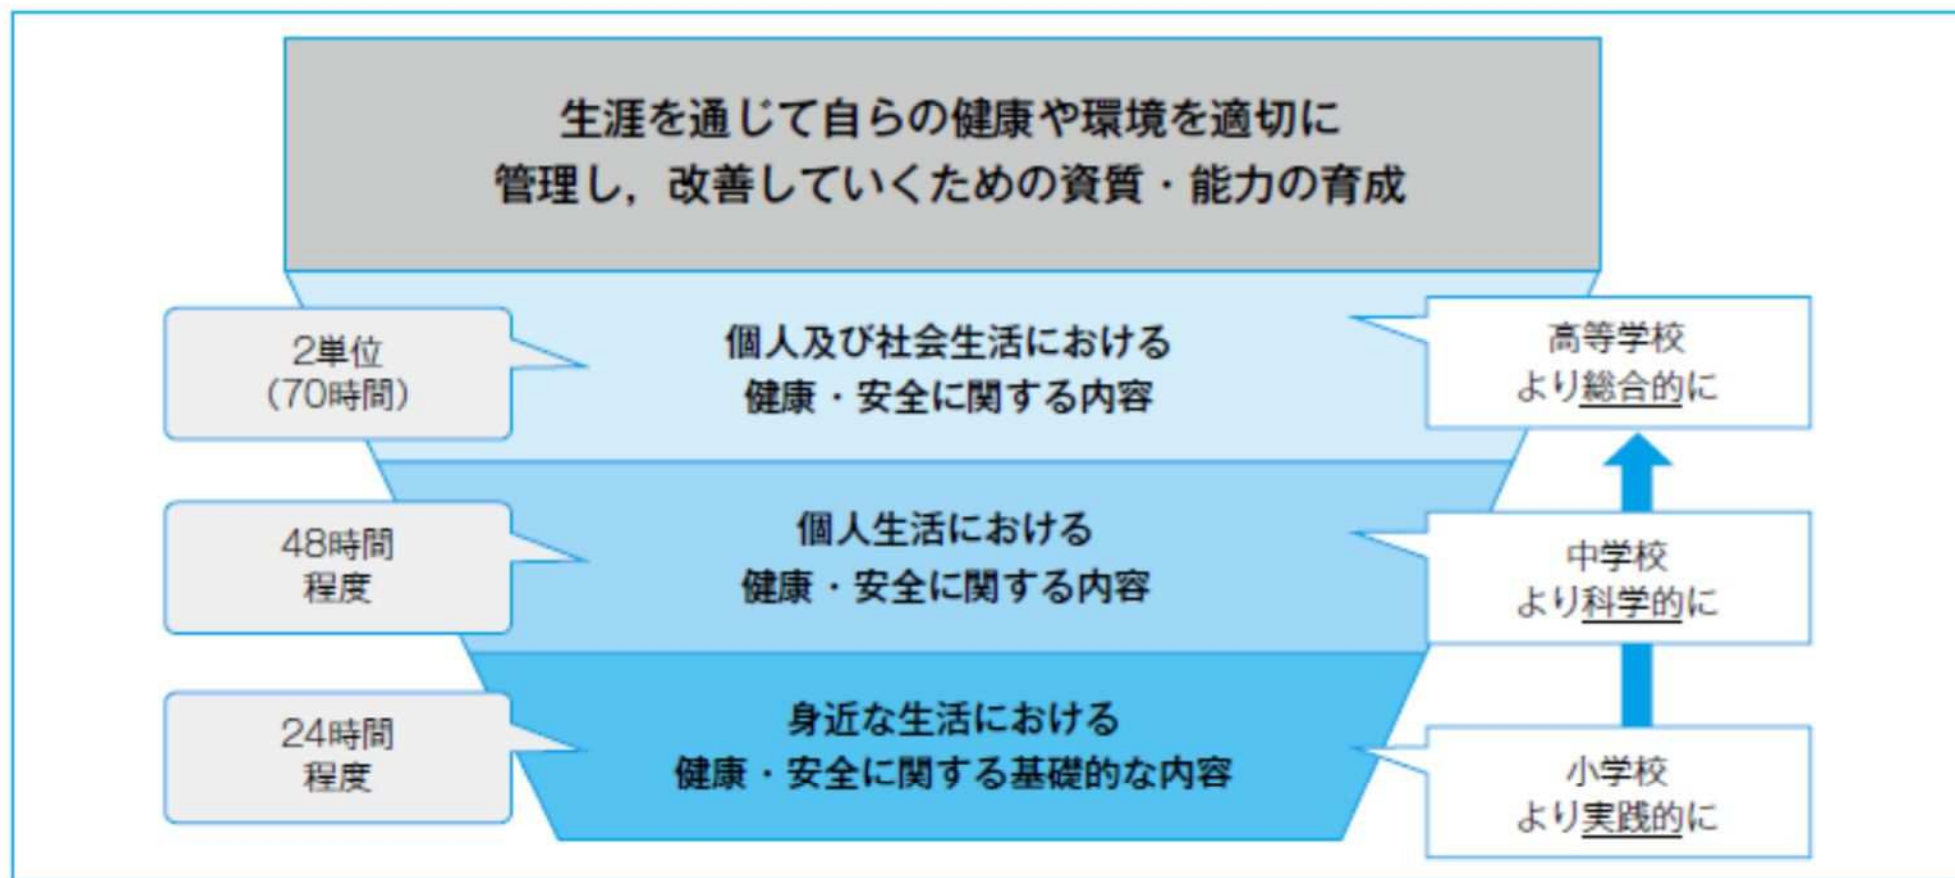 生涯を通じて自らの健康や環境を適切に
管理し，改善していくための資質・能力の育成
2単位
（70時間）
個人及び社会生活における
健康・安全に関する内容
高等学校
より総合的に
48時間
程度
個人生活における
健康・安全に関する内容
中学校
より科学的に
24時間
程度
身近な生活における
健康・安全に関する基礎的な内容
小学校
より実践的に